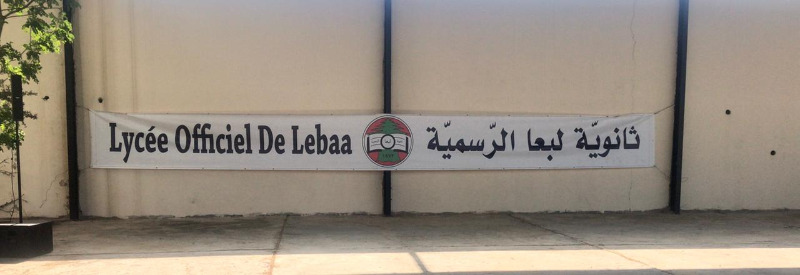 Lycée Officiel De Lebaa
ثانويّة لبعا الرّسميّة